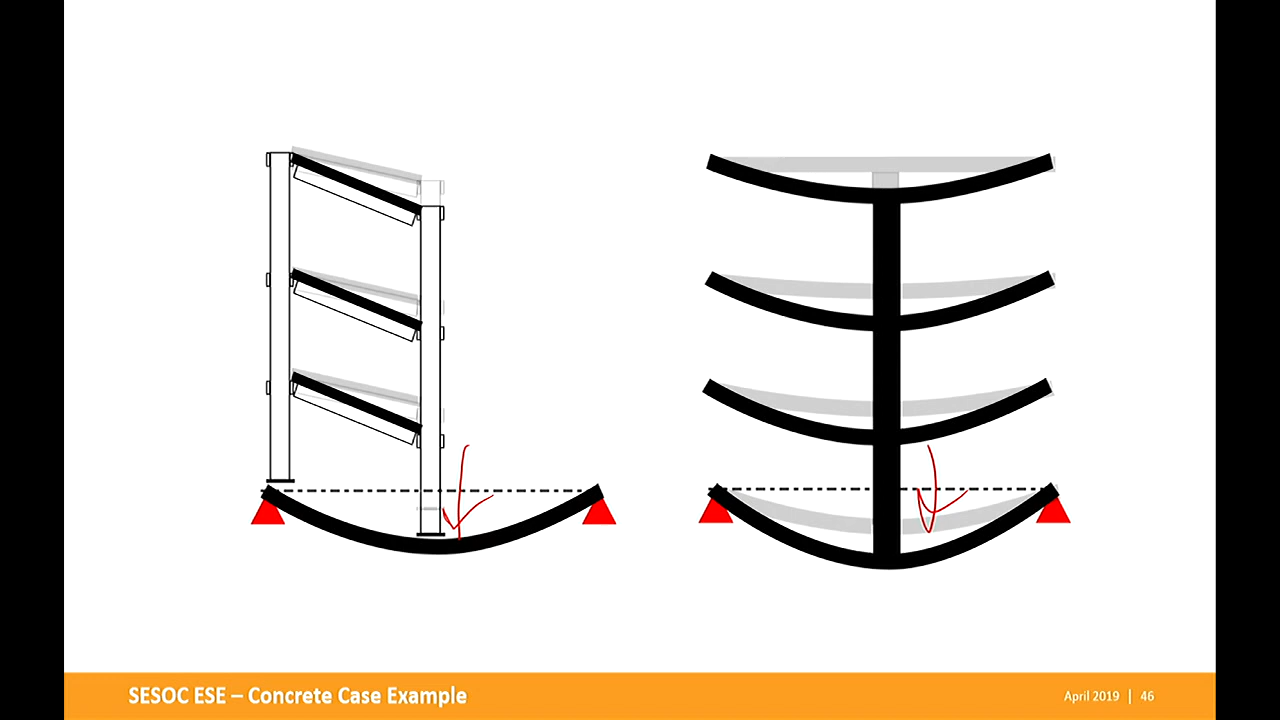 SESOC ESE – Concrete Case Example
April 2019 | 46